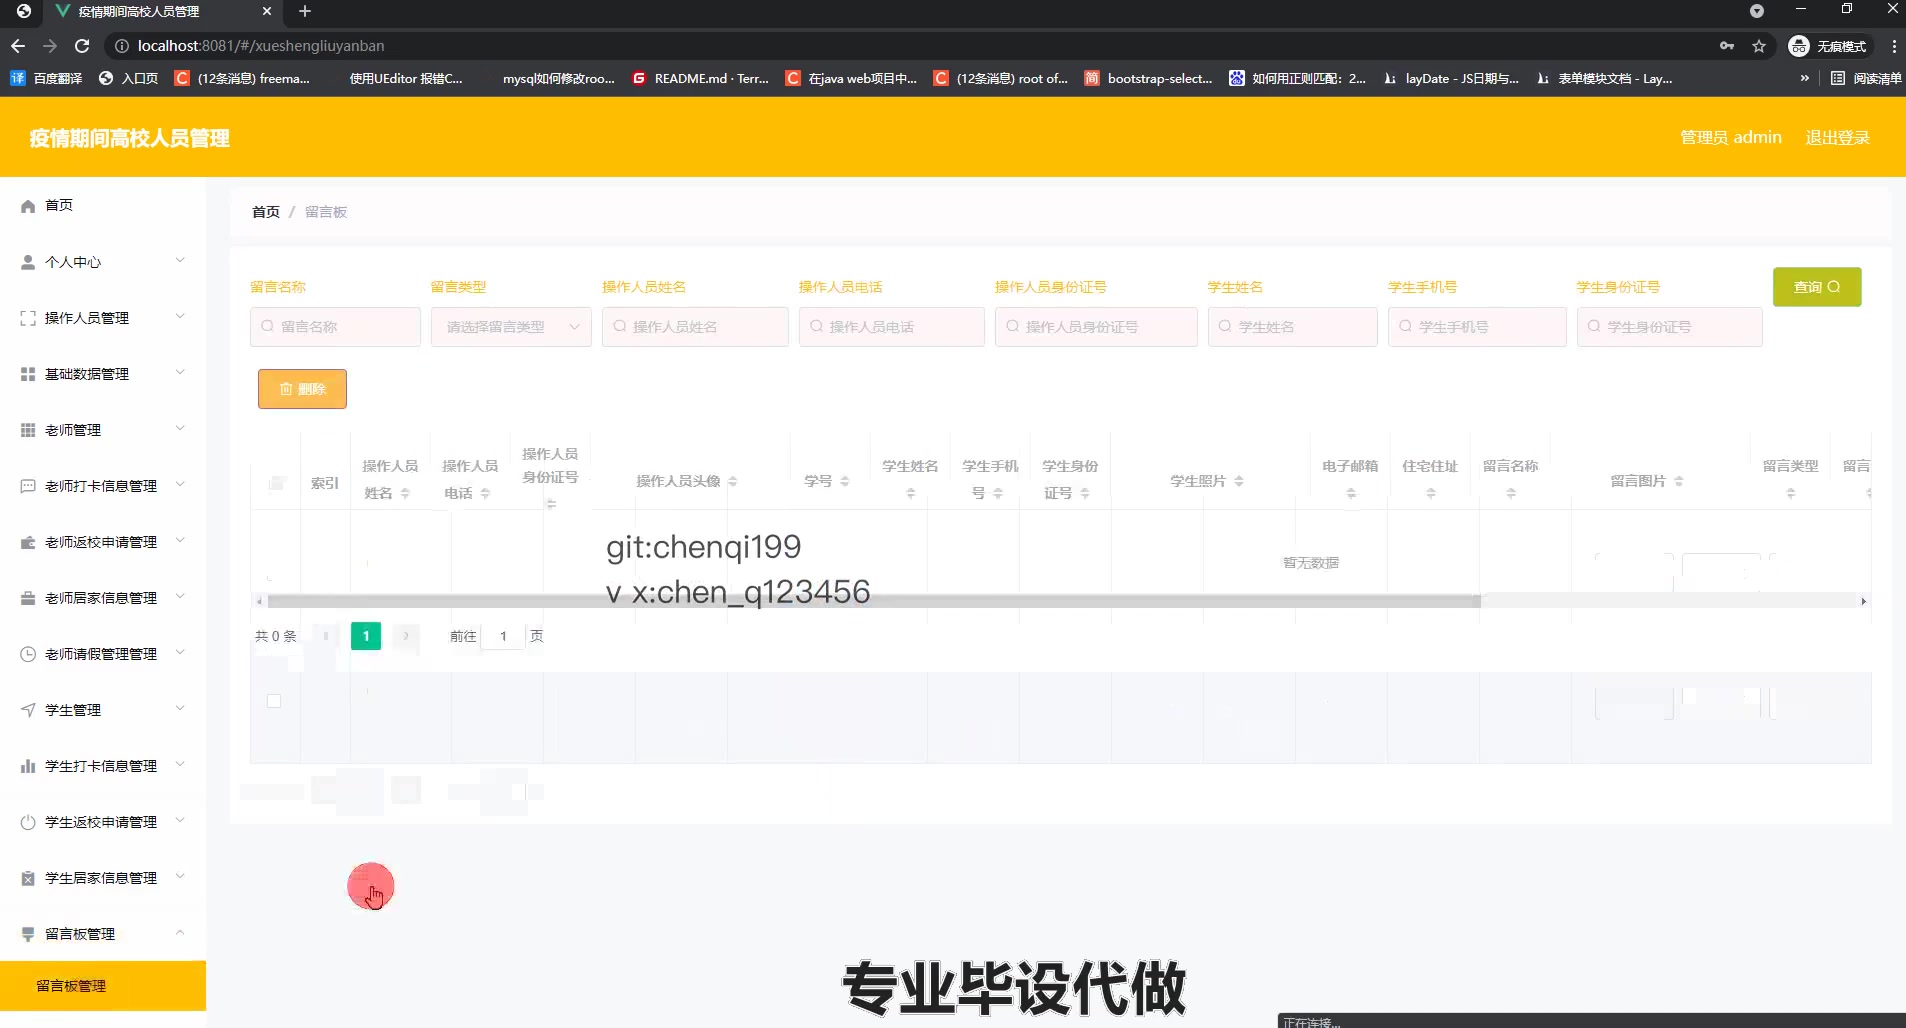 疫情期间高校人员管理
localhost:8081/#/xueshengliuyanban
无痕模式
百度翻译
入口页
(12条消息) freema...
使用UEditor 报错C...
mysql如何修改roo...
README.md · Terr...
在java web项目中...
(12条消息) root of...
bootstrap-select...
如何用正则匹配：2...
layDate - JS日期与...
表单模块文档 - Lay...
»
阅读清单
疫情期间高校人员管理
管理员 admin
退出登录
首页
个人中心
操作人员管理
基础数据管理
老师管理
老师打卡信息管理
老师返校申请管理
老师居家信息管理
老师请假管理管理
学生管理
学生打卡信息管理
学生返校申请管理
学生居家信息管理
留言板管理
留言板管理
首页 / 留言板
留言名称
留言类型
操作人员姓名
操作人员电话
操作人员身份证号
学生姓名
学生手机号
学生身份证号
查询
留言名称
请选择留言类型
操作人员姓名
操作人员电话
操作人员身份证号
学生姓名
学生手机号
学生身份证号
删除
索引
操作人员
姓名
操作人员
电话
操作人员
身份证号
操作人员头像
学号
学生姓名
学生手机
号
学生身份
证号
学生照片
电子邮箱
住宅住址
留言名称
留言图片
留言类型
留言
暂无数据
git:chenqi199
v x:chen_q123456
共 0 条
1
前往 1 页
专业毕设代做
正在连接...